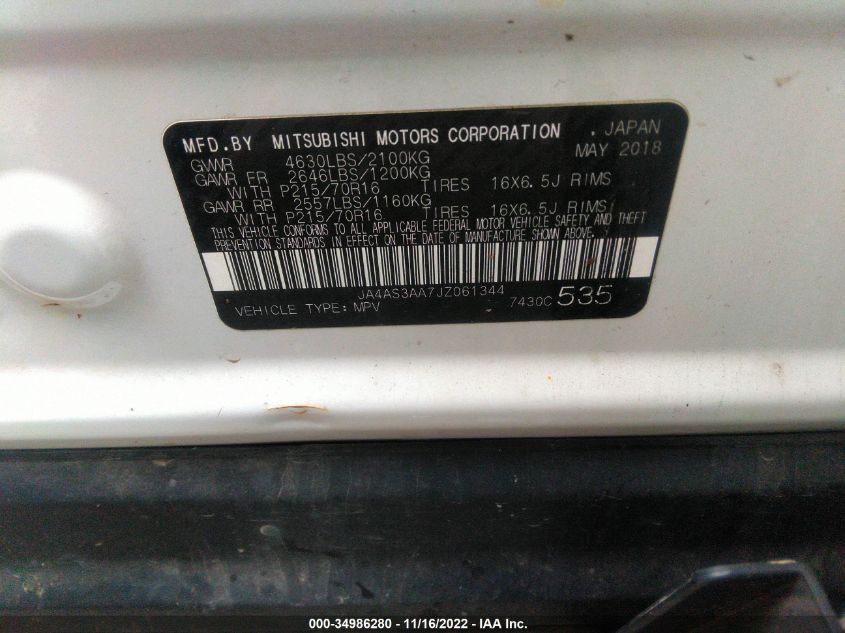 MFD.BY MITSUBISHI MOTORS CORPORATION . JAPAN
GVWR 4630LBS/2100KG MAY 2018
GAWR FR 2646LBS/1200KG
WITH P215/70R16 TIRES 16X6.5J RIMS
GAWR RR 2557LBS/1160KG
WITH P215/70R16 TIRES 16X6.5J RIMS
THIS VEHICLE CONFORMS TO ALL APPLICABLE FEDERAL MOTOR VEHICLE SAFETY AND THEFT
PREVENTION STANDARDS IN EFFECT ON THE DATE OF MANUFACTURE SHOWN ABOVE.
JA4AS3AA7JZ061344
VEHICLE TYPE: MPV 7430C 535
000-34986280 - 11/16/2022 - IAA Inc.